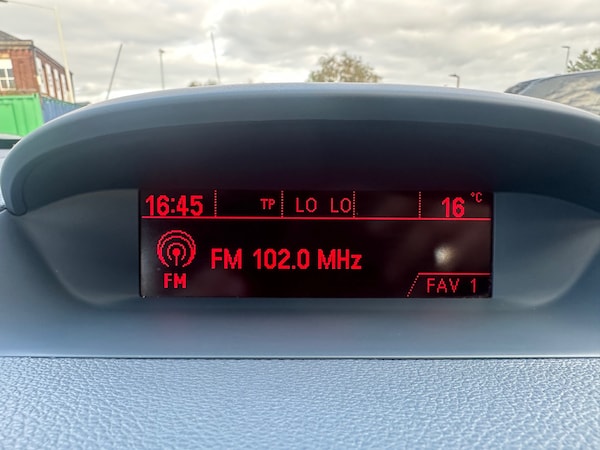 16:45 TP LO LO 16 °C
FM 102.0 MHz
FM
FAV 1